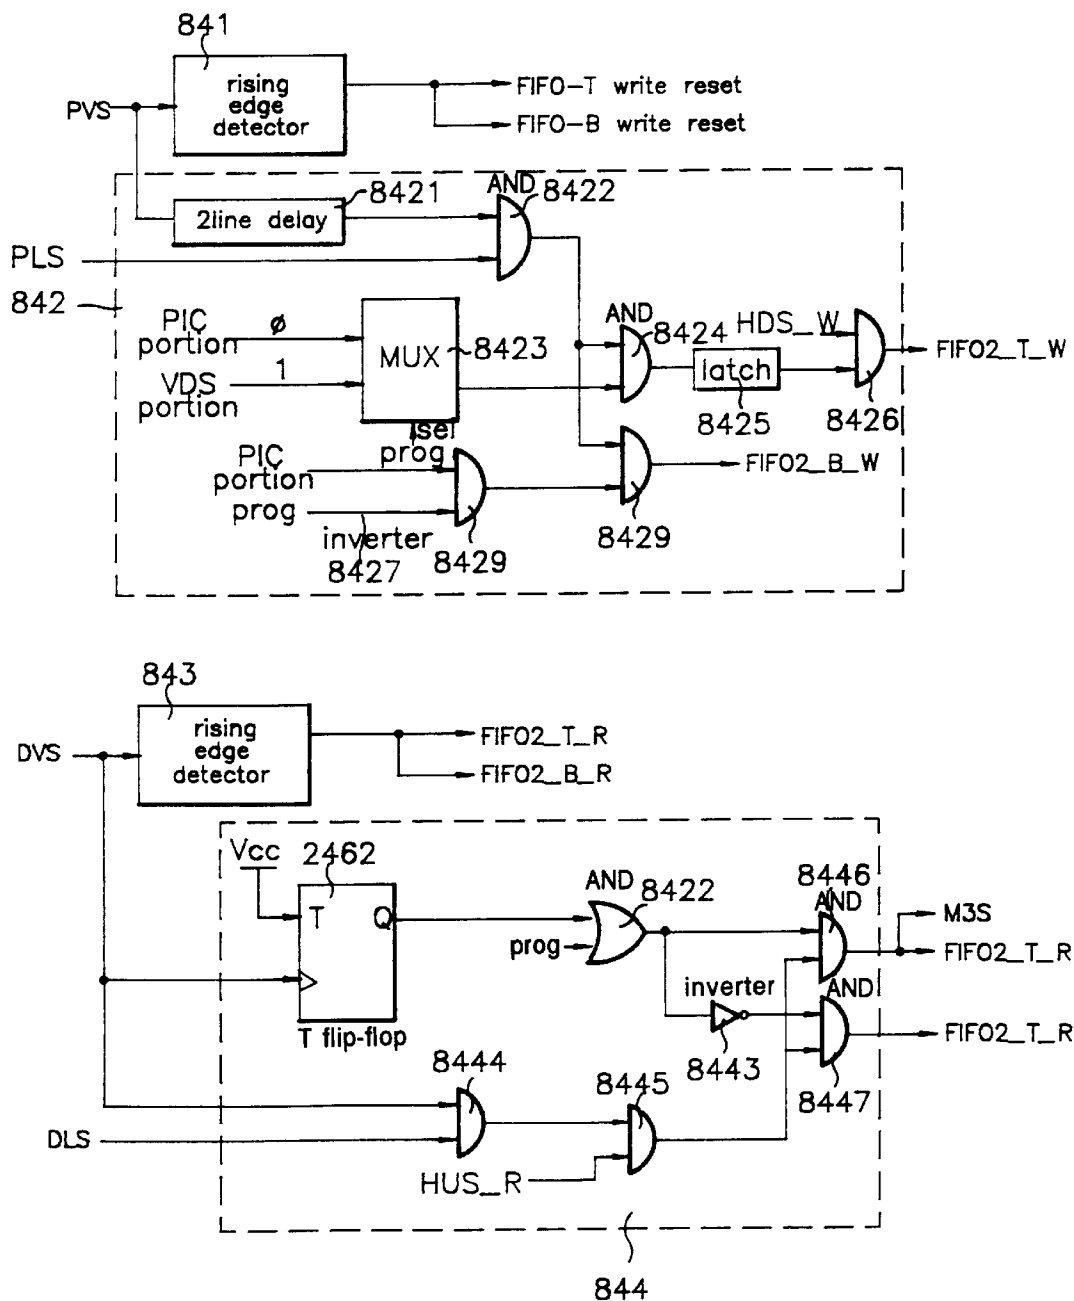 841
rising
edge
detector
PVS
FIFO-T write reset
FIFO-B write reset
8421
2line delay
AND
8422
PLS
842
PIC
portion
ø
VDS
portion
1
MUX
8423
sel
prog
AND
8424
latch
8425
HDS_W
8426
FIFO2_T_W
PIC
portion
prog
inverter
8427
8429
8429
FIFO2_B_W
843
rising
edge
detector
DVS
FIFO2_T_R
FIFO2_B_R
Vcc
2462
T
Q
T flip-flop
AND
8422
prog
inverter
8443
8446
AND
M3S
FIFO2_T_R
AND
8447
FIFO2_T_R
8444
DLS
8445
HUS_R
844